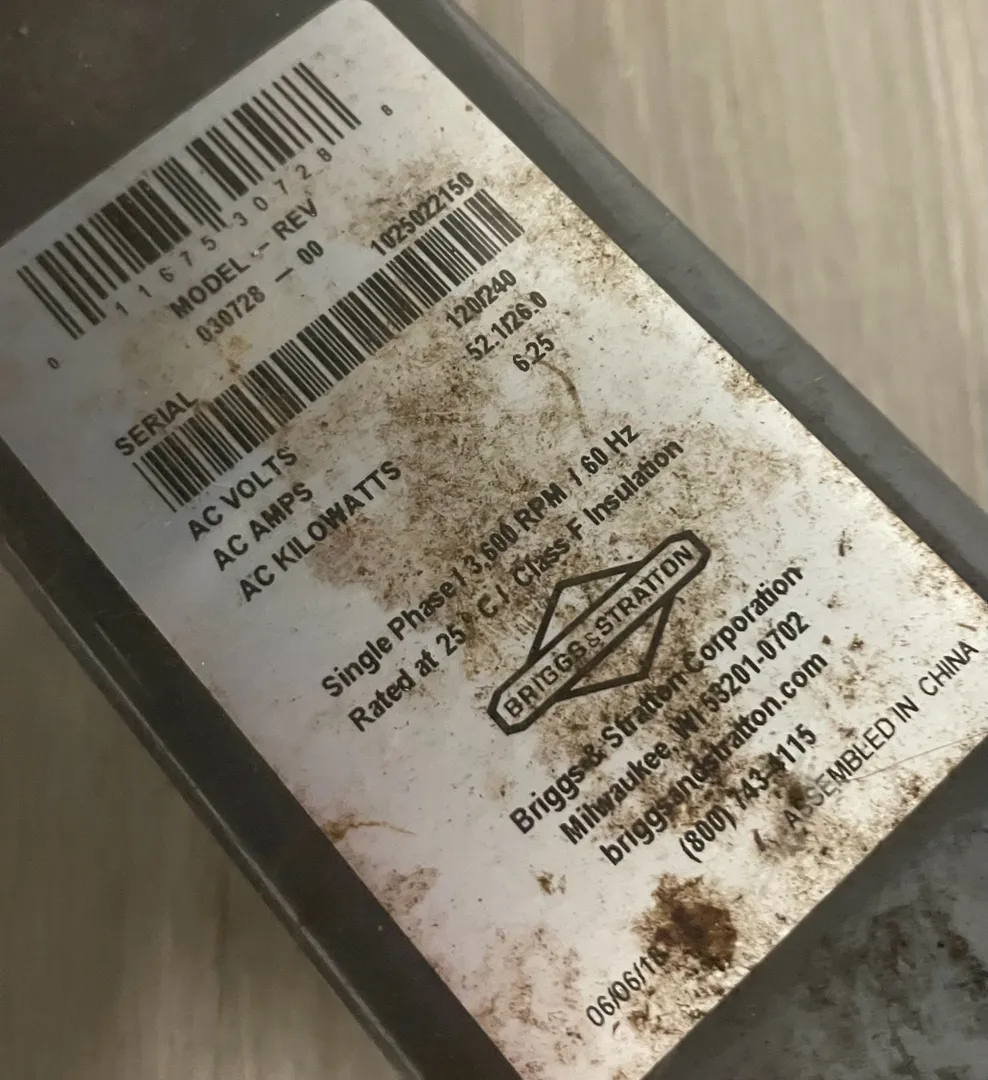 0 11675 30728 8
MODEL - REV
030728 — 00
SERIAL 1025022150
AC VOLTS 120/240
AC AMPS 52.1/26.0
AC KILOWATTS 6.25
Single Phase / 3,600 RPM / 60 Hz
Rated at 25 C / Class F Insulation
BRIGGS & STRATTON
Briggs & Stratton Corporation
Milwaukee, WI 53201-0702
briggsandstratton.com
(800) 743-4115
ASSEMBLED IN CHINA